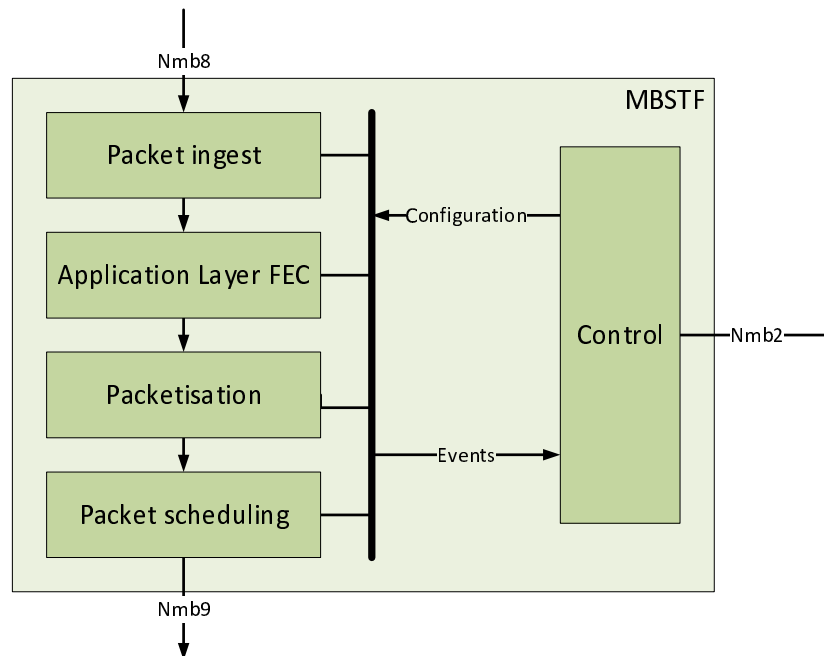 Nmb8
MBSTF
Packet ingest
Configuration
Application Layer FEC
Control
Nmb2
Packetisation
Events
Packet scheduling
Nmb9